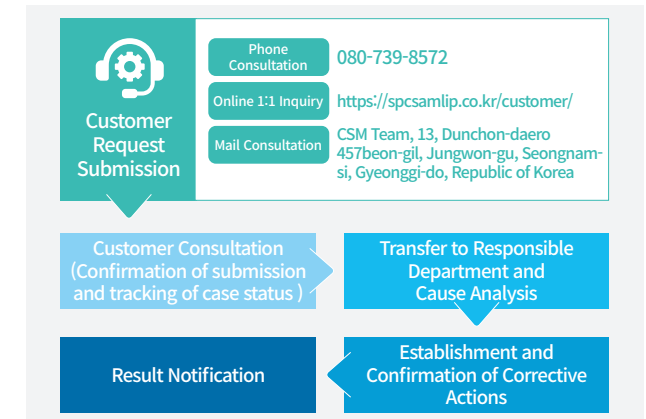 Customer
Request
Submission
Phone
Consultation
080-739-8572
Online 1:1 Inquiry
https://spcsamlip.co.kr/customer/
Mail Consultation
CSM Team, 13, Dunchon-daero
457beon-gil, Jungwon-gu, Seongnam-
si, Gyeonggi-do, Republic of Korea
Customer Consultation
(Confirmation of submission
and tracking of case status )
Transfer to Responsible
Department and
Cause Analysis
Result Notification
Establishment and
Confirmation of Corrective
Actions